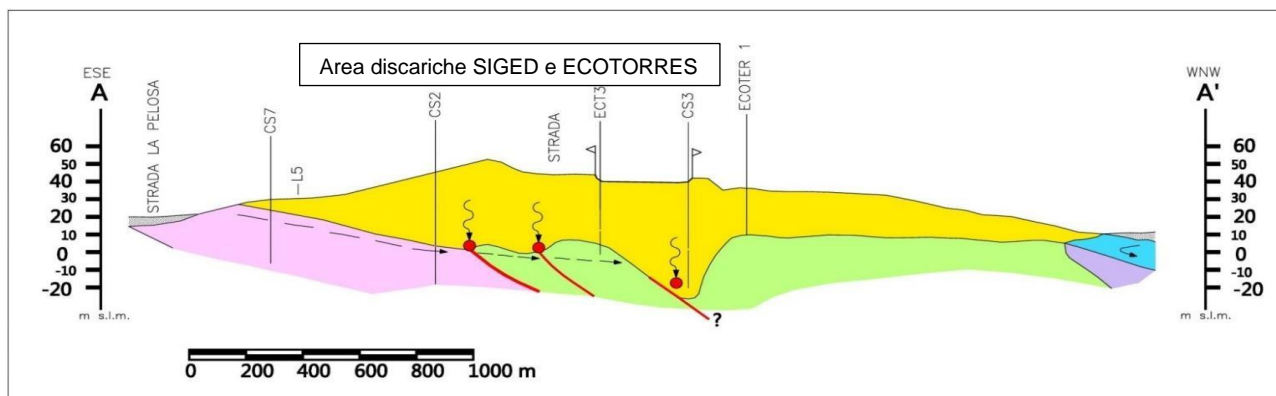 Area discariche SIGED e ECOTORRES
ESE
A
STRADA LA PELOSA
CS7
L5
CS2
STRADA
ECT3
CS3
ECOTER 1
WNW
A'
60
50
40
30
20
10
0
-10
-20
m s.l.m.
60
50
40
30
20
10
0
-10
-20
m s.l.m.
?
0 200 400 600 800 1000 m